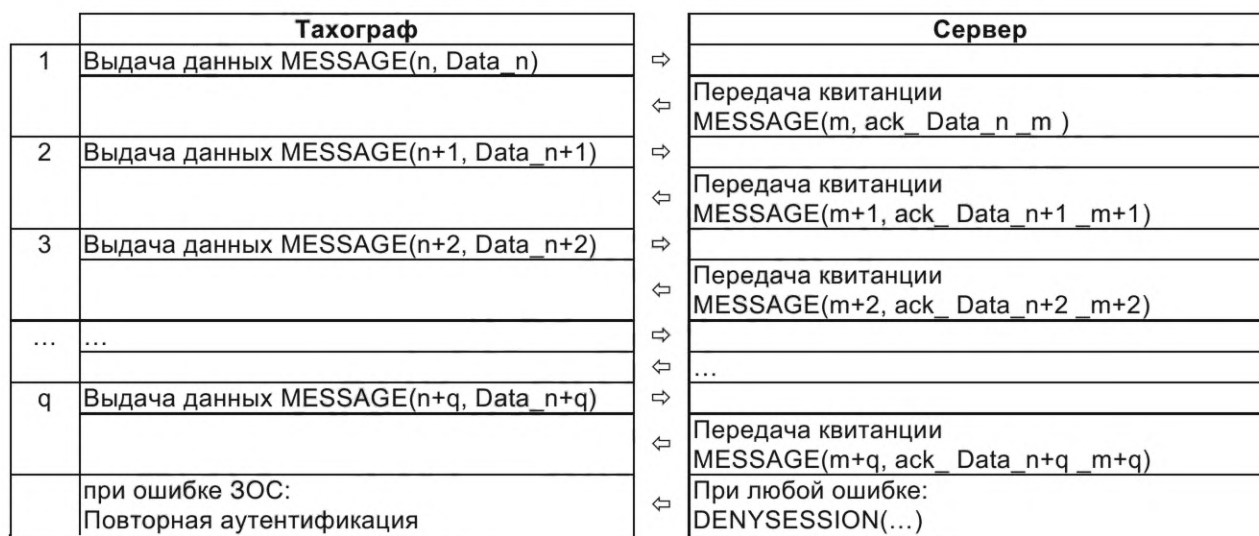 Тахограф
Сервер
1
Выдача данных MESSAGE(n, Data_n)
⇨
⇦
Передача квитанции
MESSAGE(m, ack_ Data_n _m )
2
Выдача данных MESSAGE(n+1, Data_n+1)
⇨
⇦
Передача квитанции
MESSAGE(m+1, ack_ Data_n+1 _m+1)
3
Выдача данных MESSAGE(n+2, Data_n+2)
⇨
⇦
Передача квитанции
MESSAGE(m+2, ack_ Data_n+2 _m+2)
…
…
⇨
⇦
…
q
Выдача данных MESSAGE(n+q, Data_n+q)
⇨
⇦
Передача квитанции
MESSAGE(m+q, ack_ Data_n+q _m+q)
при ошибке ЗОС:
Повторная аутентификация
⇦
При любой ошибке:
DENYSESSION(…)